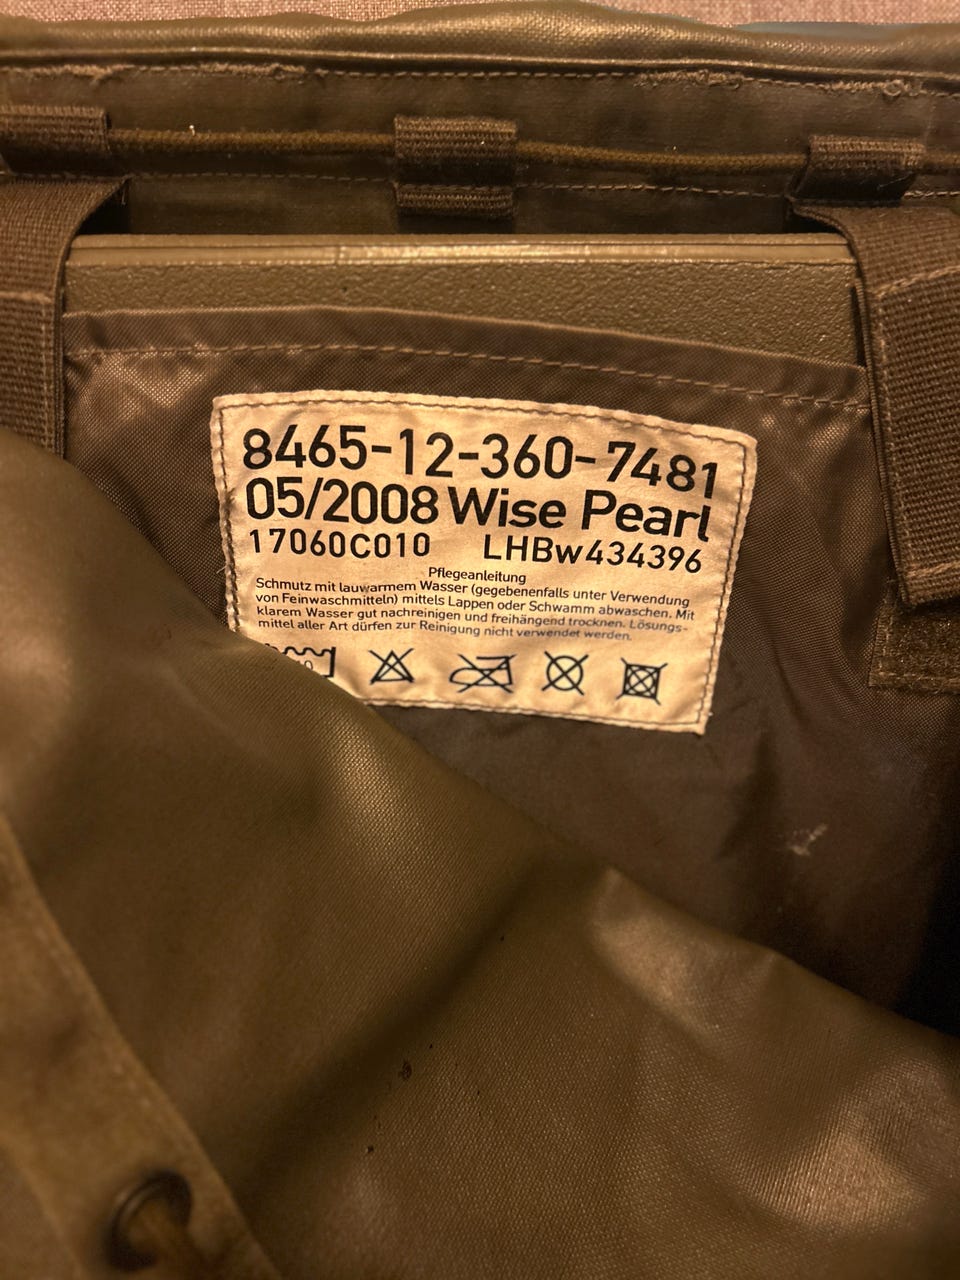 8465-12-360-7481
05/2008 Wise Pearl
17060C010 LHBw434396
Pflegeanleitung
Schmutz mit lauwarmem Wasser (gegebenenfalls unter Verwendung
von Feinwaschmitteln) mittels Lappen oder Schwamm abwaschen. Mit
klarem Wasser gut nachreinigen und freihängend trocknen. Lösungs-
mittel aller Art dürfen zur Reinigung nicht verwendet werden.